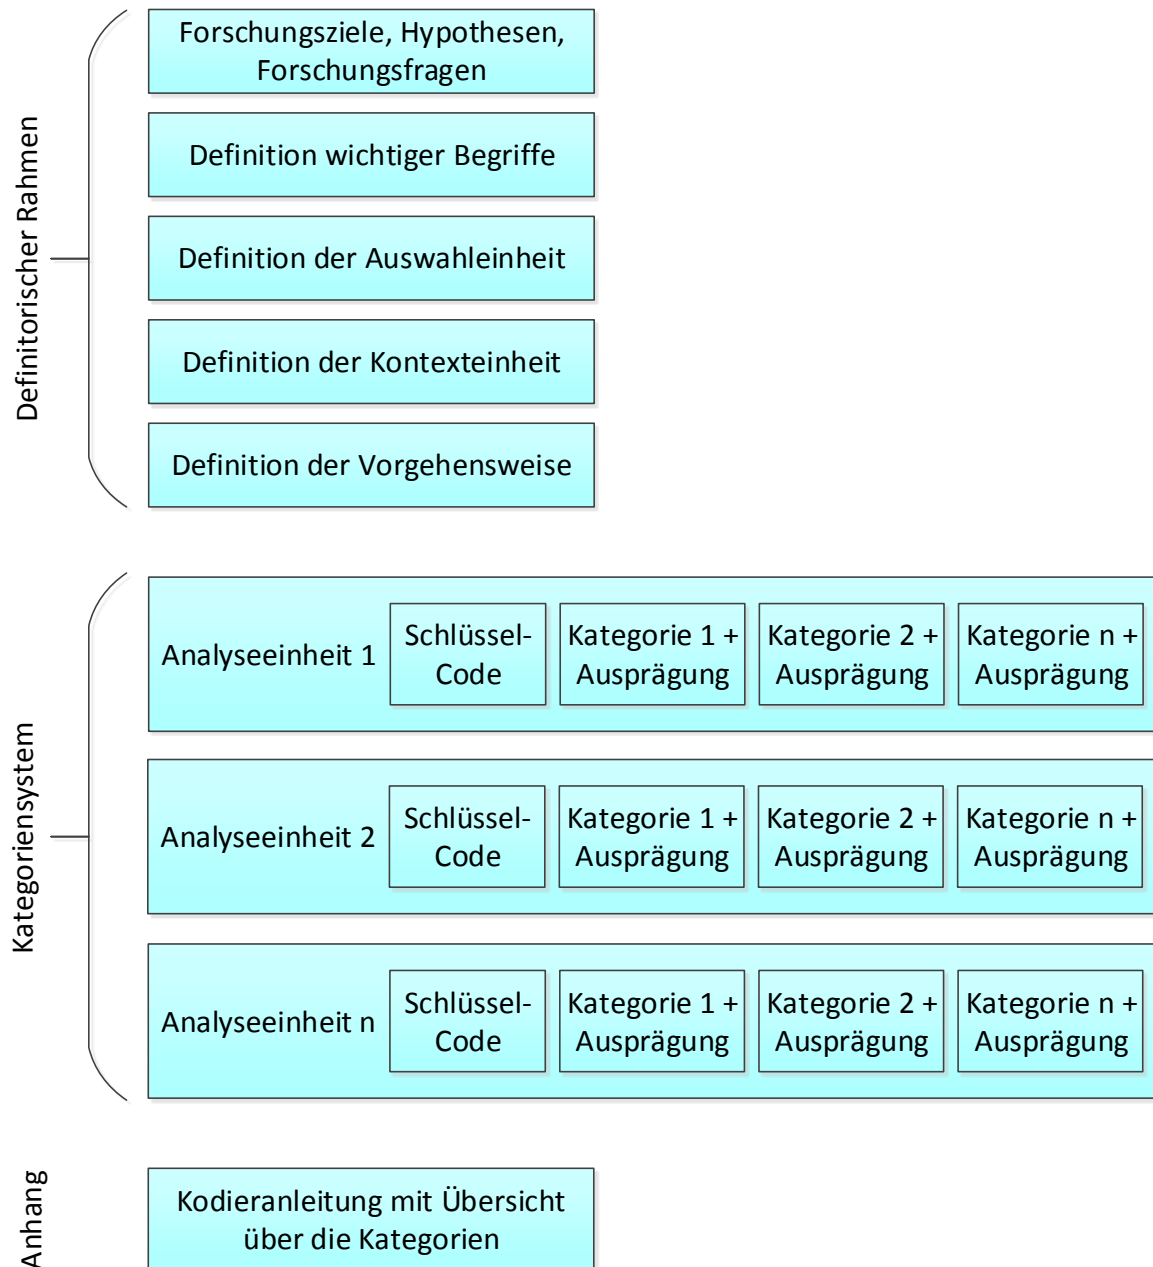 Definitorischer Rahmen
Forschungsziele, Hypothesen,
Forschungsfragen
Definition wichtiger Begriffe
Definition der Auswahleinheit
Definition der Kontexteinheit
Definition der Vorgehensweise
Kategoriensystem
Analyseeinheit 1
Schlüssel-
Code
Kategorie 1 +
Ausprägung
Kategorie 2 +
Ausprägung
Kategorie n +
Ausprägung
Analyseeinheit 2
Schlüssel-
Code
Kategorie 1 +
Ausprägung
Kategorie 2 +
Ausprägung
Kategorie n +
Ausprägung
Analyseeinheit n
Schlüssel-
Code
Kategorie 1 +
Ausprägung
Kategorie 2 +
Ausprägung
Kategorie n +
Ausprägung
Anhang
Kodieranleitung mit Übersicht
über die Kategorien